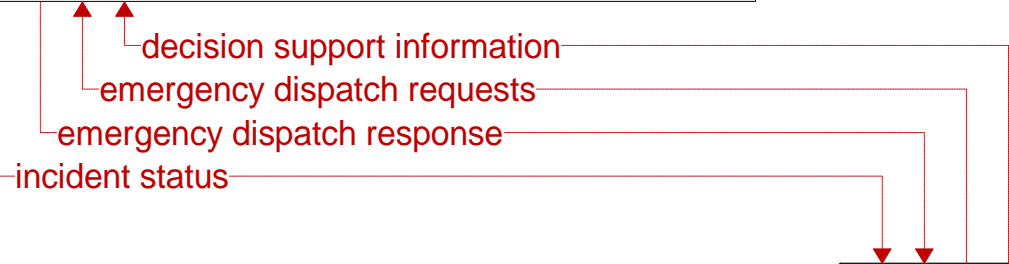 decision support information
emergency dispatch requests
emergency dispatch response
incident status